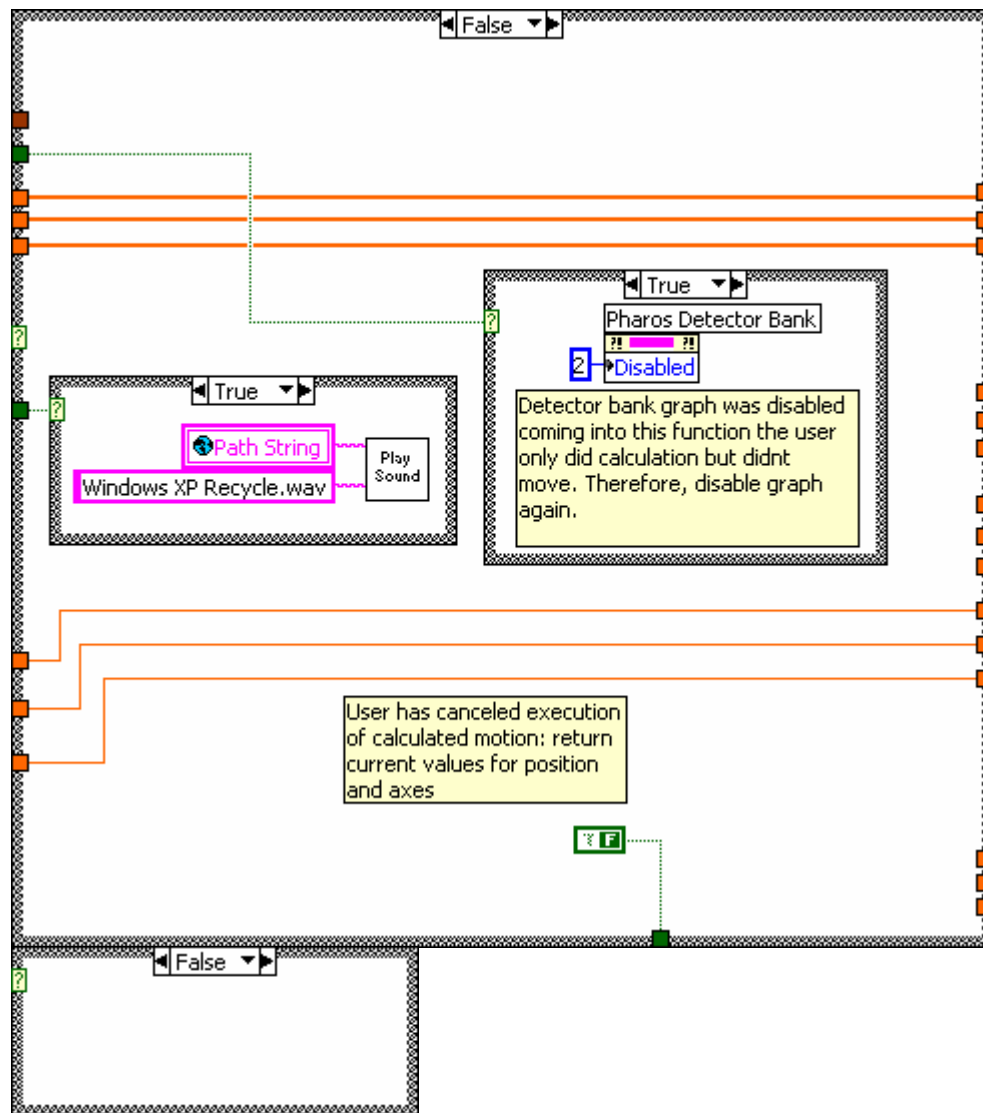 False
True
Pharos Detector Bank
?! ?!
2
Disabled
Detector bank graph was disabled
coming into this function the user
only did calculation but didnt
move. Therefore, disable graph
again.
?
?
?
True
Path String
Windows XP Recycle.wav
Play
Sound
User has canceled execution
of calculated motion: return
current values for position
and axes
F
False
?